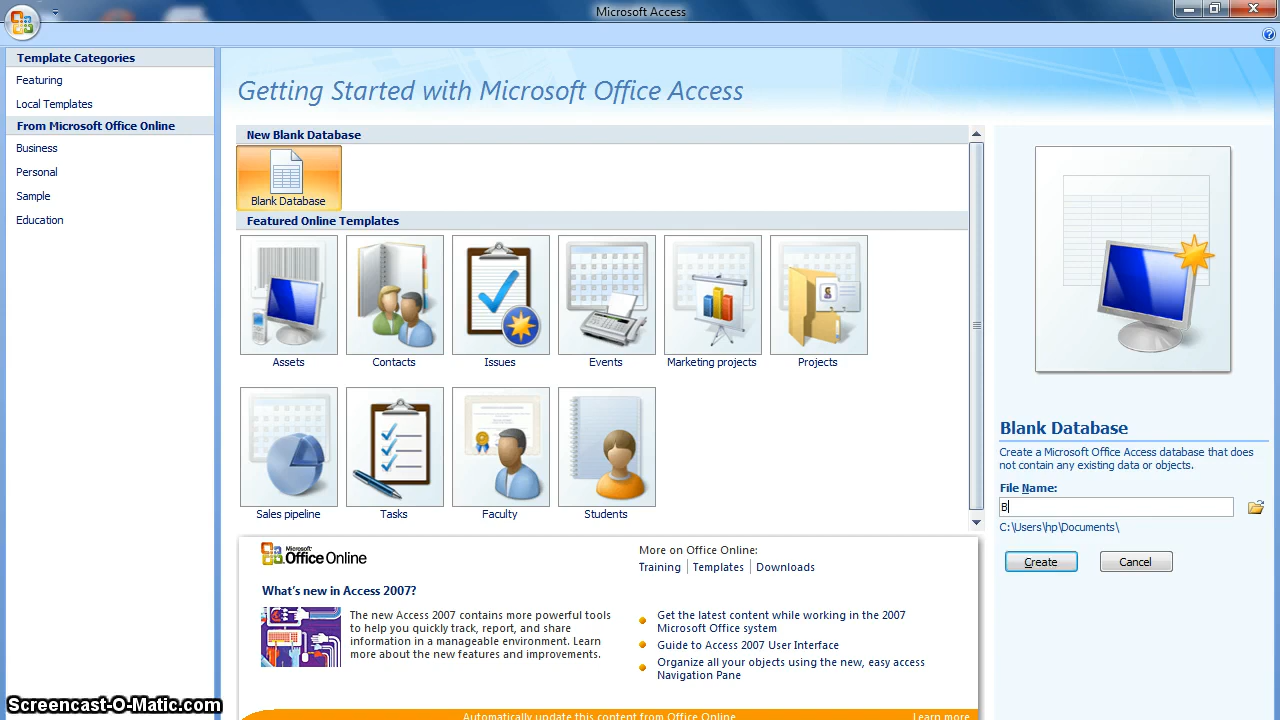 Microsoft Access
Template Categories
Featuring
Local Templates
From Microsoft Office Online
Business
Personal
Sample
Education
Getting Started with Microsoft Office Access
New Blank Database
Blank Database
Featured Online Templates
Assets
Contacts
Issues
Events
Marketing projects
Projects
Sales pipeline
Tasks
Faculty
Students
Microsoft
Office Online
What's new in Access 2007?
The new Access 2007 contains more powerful tools
to help you quickly track, report, and share
information in a manageable environment. Learn
more about the new features and improvements.
More on Office Online:
Training | Templates | Downloads
Get the latest content while working in the 2007
Microsoft Office system
Guide to Access 2007 User Interface
Organize all your objects using the new, easy access
Navigation Pane
Automatically update this content from Office Online
Learn more
Blank Database
Create a Microsoft Office Access database that does
not contain any existing data or objects.
File Name:
B
C:\Users\hp\Documents\
Create
Cancel
Screencast-O-Matic.com